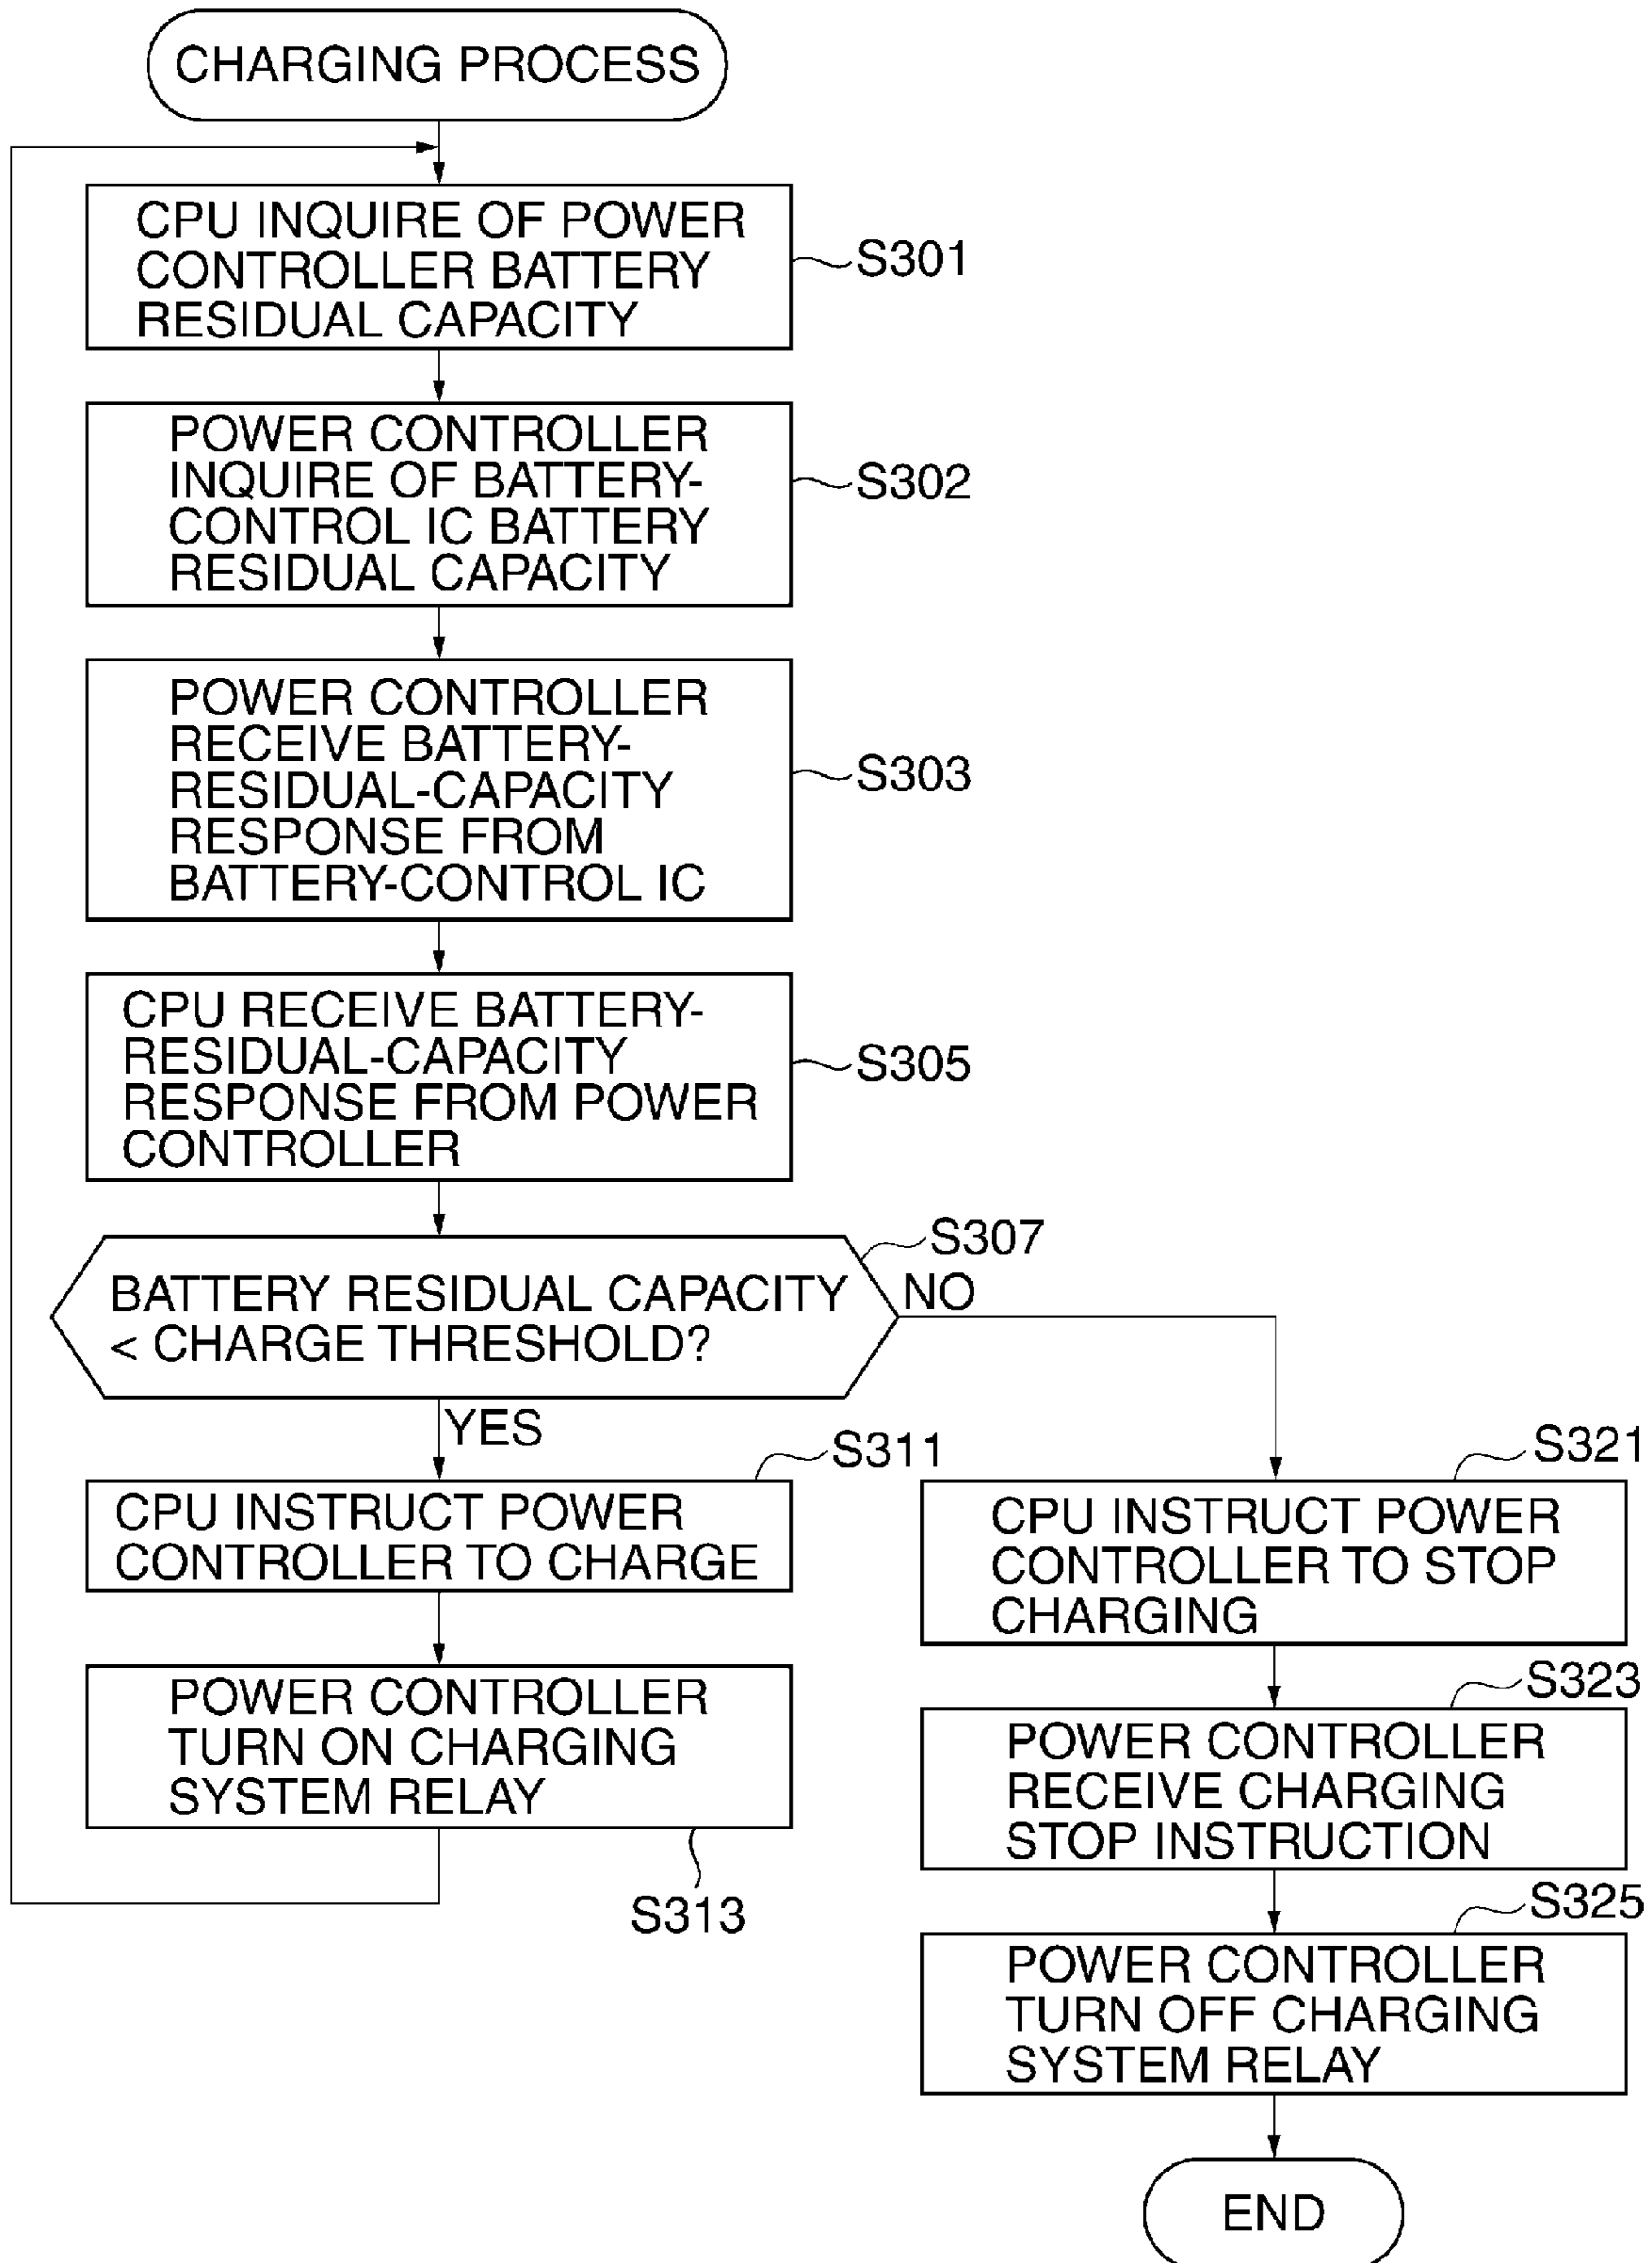 CHARGING PROCESS
CPU INQUIRE OF POWER
CONTROLLER BATTERY
RESIDUAL CAPACITY
S301
POWER CONTROLLER
INQUIRE OF BATTERY-
CONTROL IC BATTERY
RESIDUAL CAPACITY
S302
POWER CONTROLLER
RECEIVE BATTERY-
RESIDUAL-CAPACITY
RESPONSE FROM
BATTERY-CONTROL IC
S303
CPU RECEIVE BATTERY-
RESIDUAL-CAPACITY
RESPONSE FROM POWER
CONTROLLER
S305
S307
BATTERY RESIDUAL CAPACITY
< CHARGE THRESHOLD?
NO
YES
S311
CPU INSTRUCT POWER
CONTROLLER TO CHARGE
POWER CONTROLLER
TURN ON CHARGING
SYSTEM RELAY
S313
S321
CPU INSTRUCT POWER
CONTROLLER TO STOP
CHARGING
S323
POWER CONTROLLER
RECEIVE CHARGING
STOP INSTRUCTION
S325
POWER CONTROLLER
TURN OFF CHARGING
SYSTEM RELAY
END